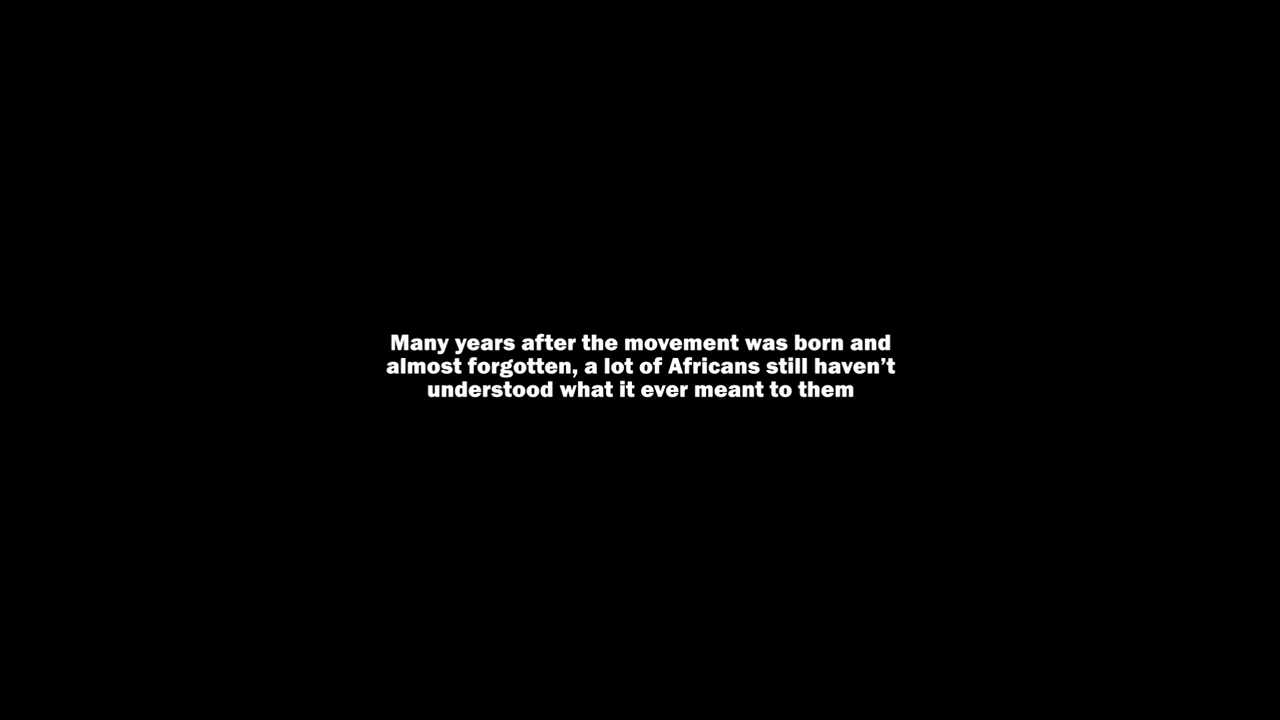 Many years after the movement was born and
almost forgotten, a lot of Africans still haven’t
understood what it ever meant to them